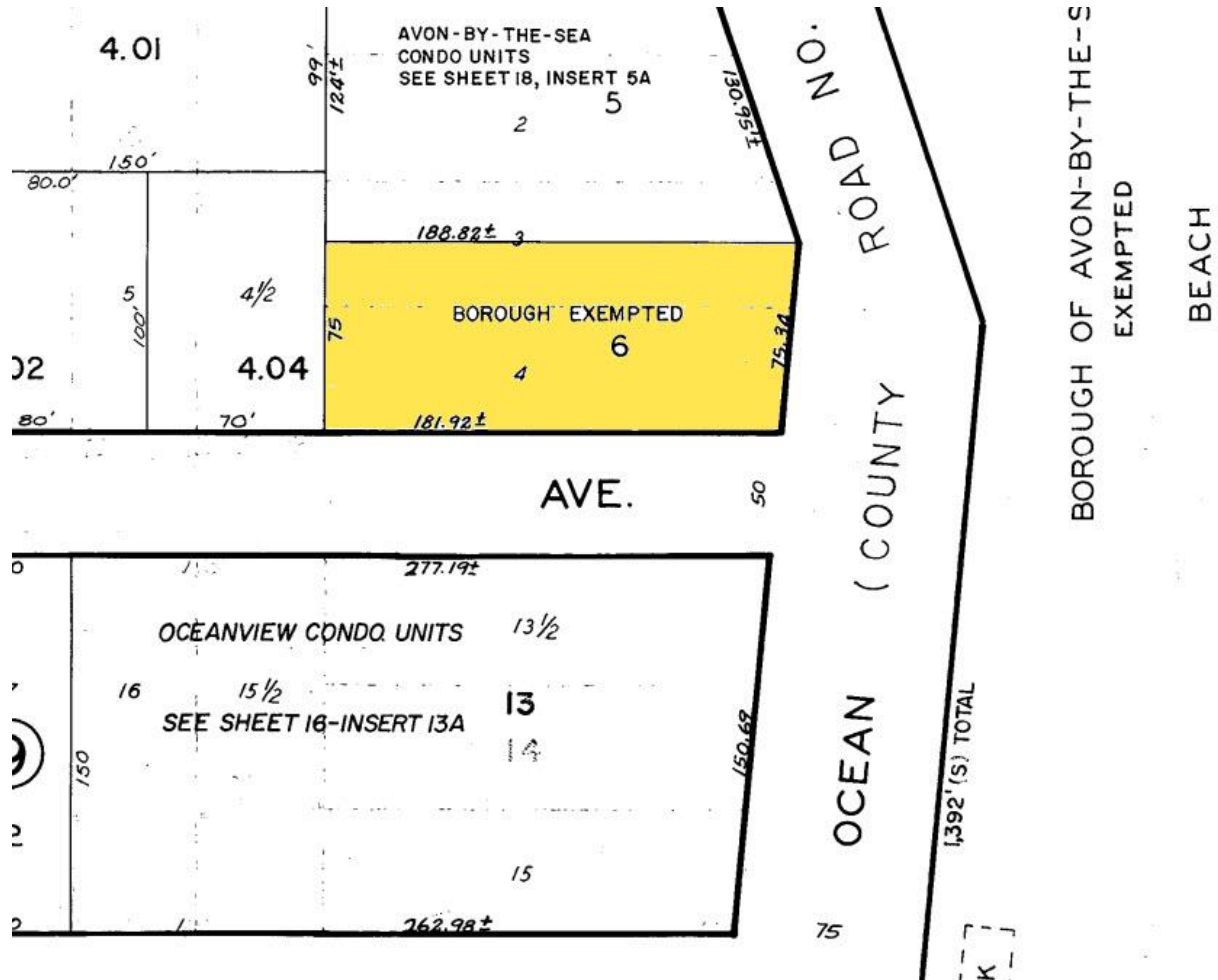 4.01
99'
124'±
AVON-BY-THE-SEA
CONDO UNITS
SEE SHEET 18, INSERT 5A
5
2
130.95'±
ROAD NO.
BOROUGH OF AVON-BY-THE-S
EXEMPTED
BEACH
150'
80.0'
188.82±
3
5
100'
4½
75
BOROUGH EXEMPTED
6
75.34
02
4.04
4
80'
70'
181.92±
AVE.
50
(COUNTY
277.19±
OCEANVIEW CONDO. UNITS
13½
16
15½
SEE SHEET 16-INSERT 13A
13
14
150
150.69
OCEAN
1,392'(S) TOTAL
15
262.98±
75
K